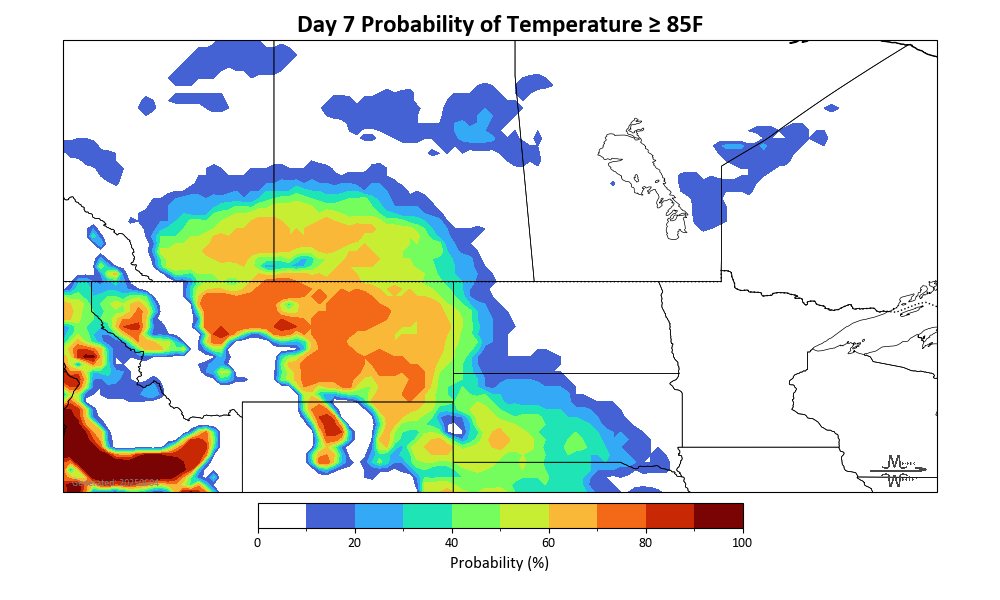 Day 7 Probability of Temperature ≥ 85F
M
W
0 20 40 60 80 100
Probability (%)